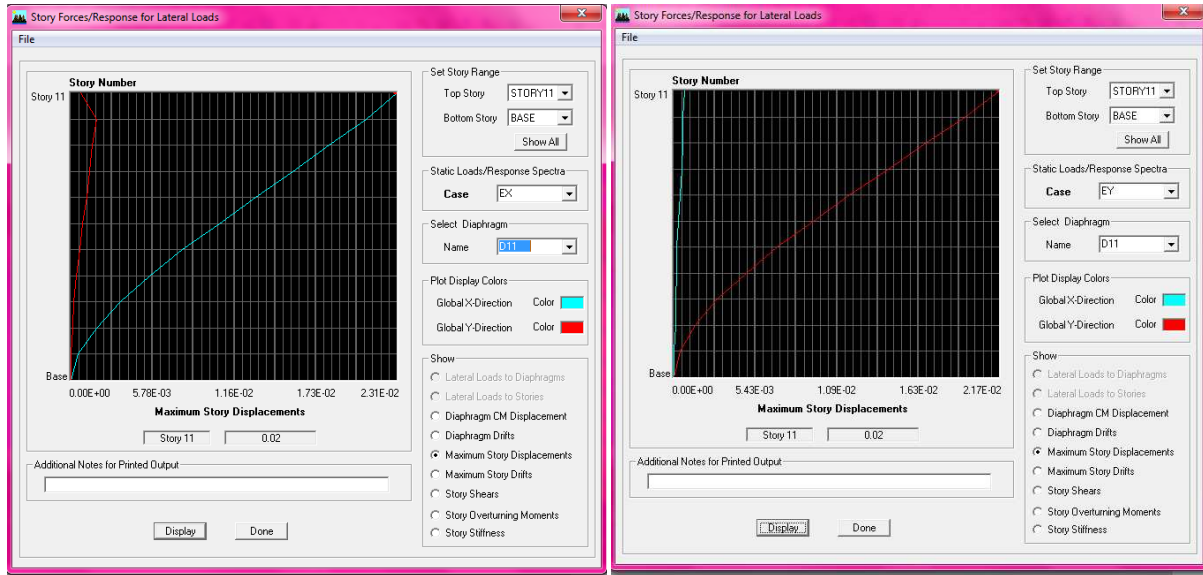 Story Forces/Response for Lateral Loads
File
Story Number
Story 11
Base
0.00E+00 5.78E-03 1.16E-02 1.73E-02 2.31E-02
Maximum Story Displacements
Story 11 0.02
Additional Notes for Printed Output
Display Done
Set Story Range
Top Story STORY11
Bottom Story BASE
Show All
Static Loads/Response Spectra
Case EX
Select Diaphragm
Name D11
Plot Display Colors
Global X-Direction Color
Global Y-Direction Color
Show
Lateral Loads to Diaphragms
Lateral Loads to Stories
Diaphragm CM Displacement
Diaphragm Drifts
Maximum Story Displacements
Maximum Story Drifts
Story Shears
Story Overturning Moments
Story Stiffness
Story Forces/Response for Lateral Loads
File
Story Number
Story 11
Base
0.00E+00 5.43E-03 1.09E-02 1.63E-02 2.17E-02
Maximum Story Displacements
Story 11 0.02
Additional Notes for Printed Output
Display Done
Set Story Range
Top Story STORY11
Bottom Story BASE
Show All
Static Loads/Response Spectra
Case EY
Select Diaphragm
Name D11
Plot Display Colors
Global X-Direction Color
Global Y-Direction Color
Show
Lateral Loads to Diaphragms
Lateral Loads to Stories
Diaphragm CM Displacement
Diaphragm Drifts
Maximum Story Displacements
Maximum Story Drifts
Story Shears
Story Overturning Moments
Story Stiffness